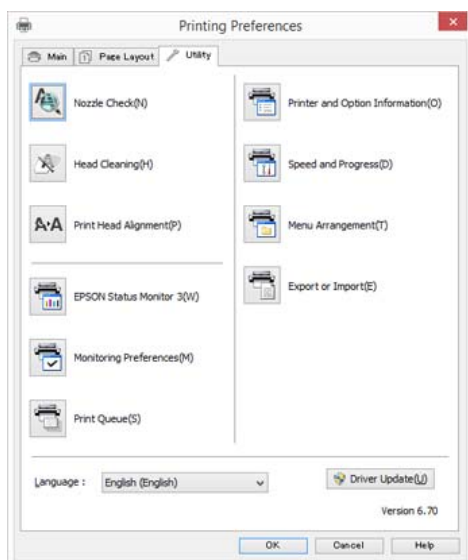 Printing Preferences
Main
Page Layout
Utility
Nozzle Check(N)
Head Cleaning(H)
Print Head Alignment(P)
EPSON Status Monitor 3(W)
Monitoring Preferences(M)
Print Queue(S)
Printer and Option Information(O)
Speed and Progress(D)
Menu Arrangement(T)
Export or Import(E)
Language :
English (English)
Driver Update(U)
Version 6.70
OK
Cancel
Help